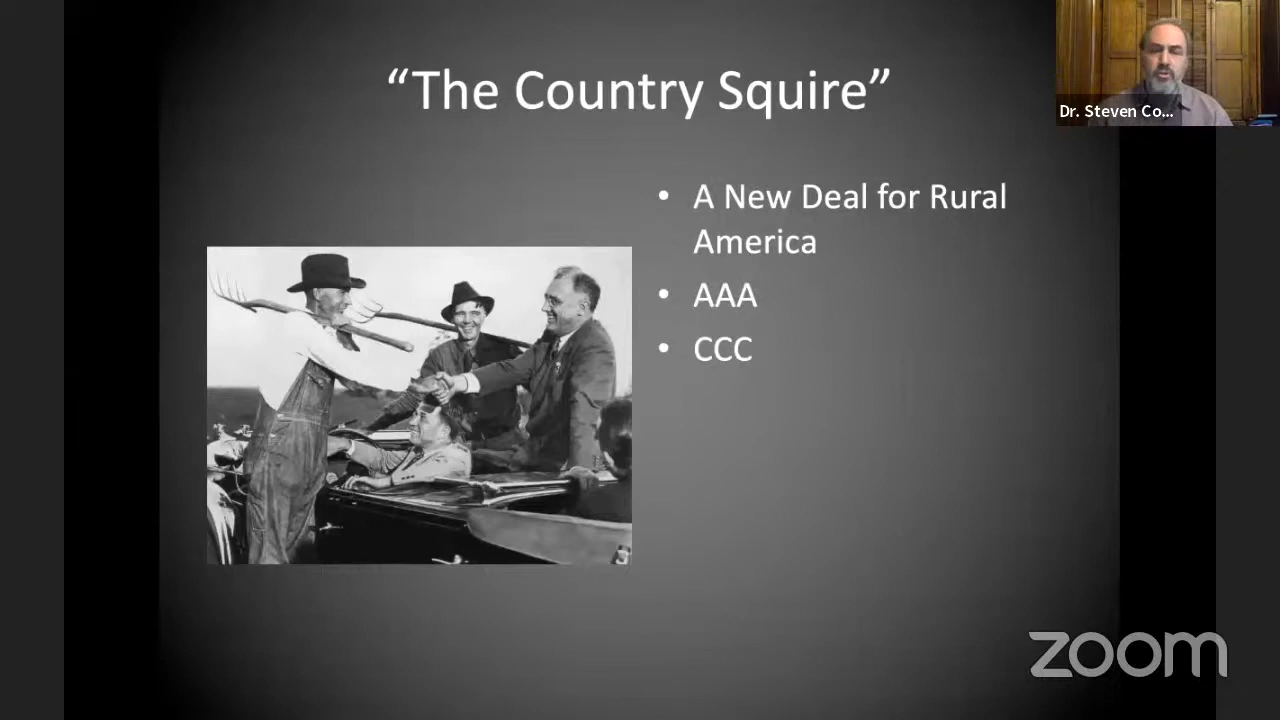 “The Country Squire”
Dr. Steven Co...
• A New Deal for Rural
America
• AAA
• CCC
zoom